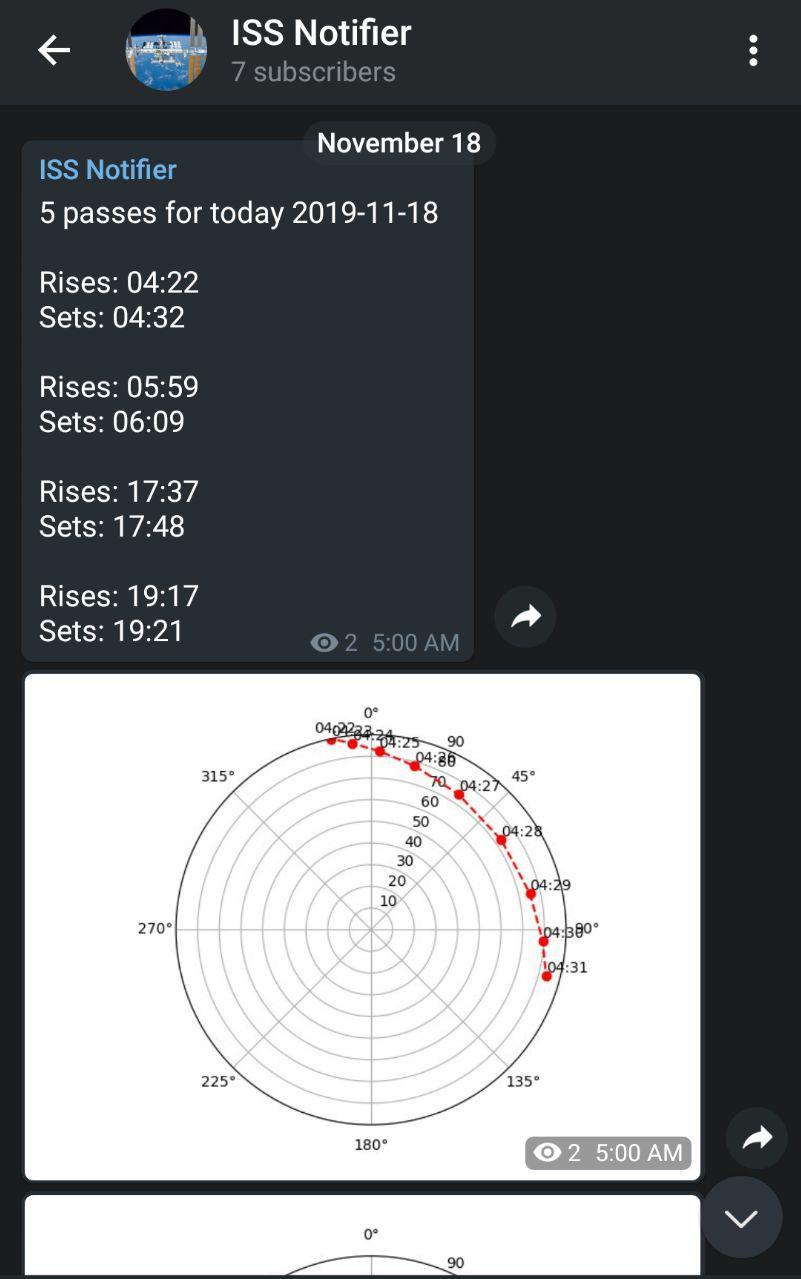 ISS Notifier
7 subscribers
November 18
ISS Notifier
5 passes for today 2019-11-18
Rises: 04:22
Sets: 04:32
Rises: 05:59
Sets: 06:09
Rises: 17:37
Sets: 17:48
Rises: 19:17
Sets: 19:21
2 5:00 AM
0°
04:22
04:23
04:24
04:25
90
04:26
80
315°
70
04:27
45°
60
50
04:28
40
30
20
04:29
10
270°
04:30
90°
04:31
225°
135°
180°
2 5:00 AM
0°
90